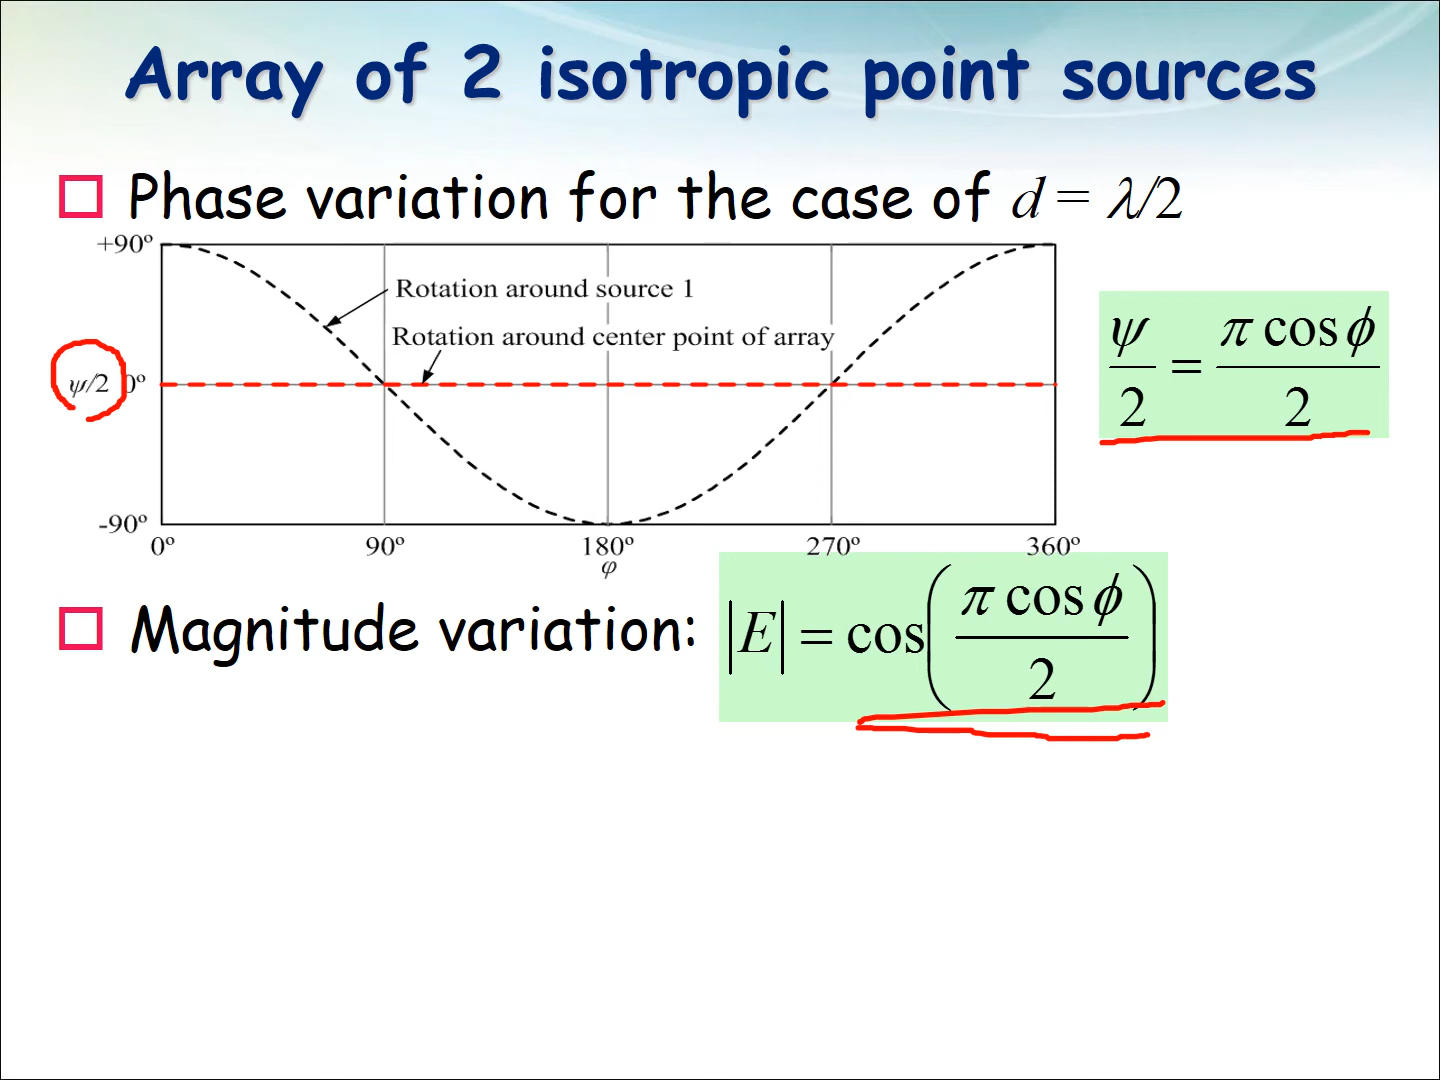 Array of 2 isotropic point sources
Phase variation for the case of d = λ/2
+90º
Rotation around source 1
Rotation around center point of array
ψ/2 0º
-90º
0º 90º 180º 270º 360º
φ
ψ/2 = π cos ϕ / 2
Magnitude variation: |E| = cos(π cos ϕ / 2)